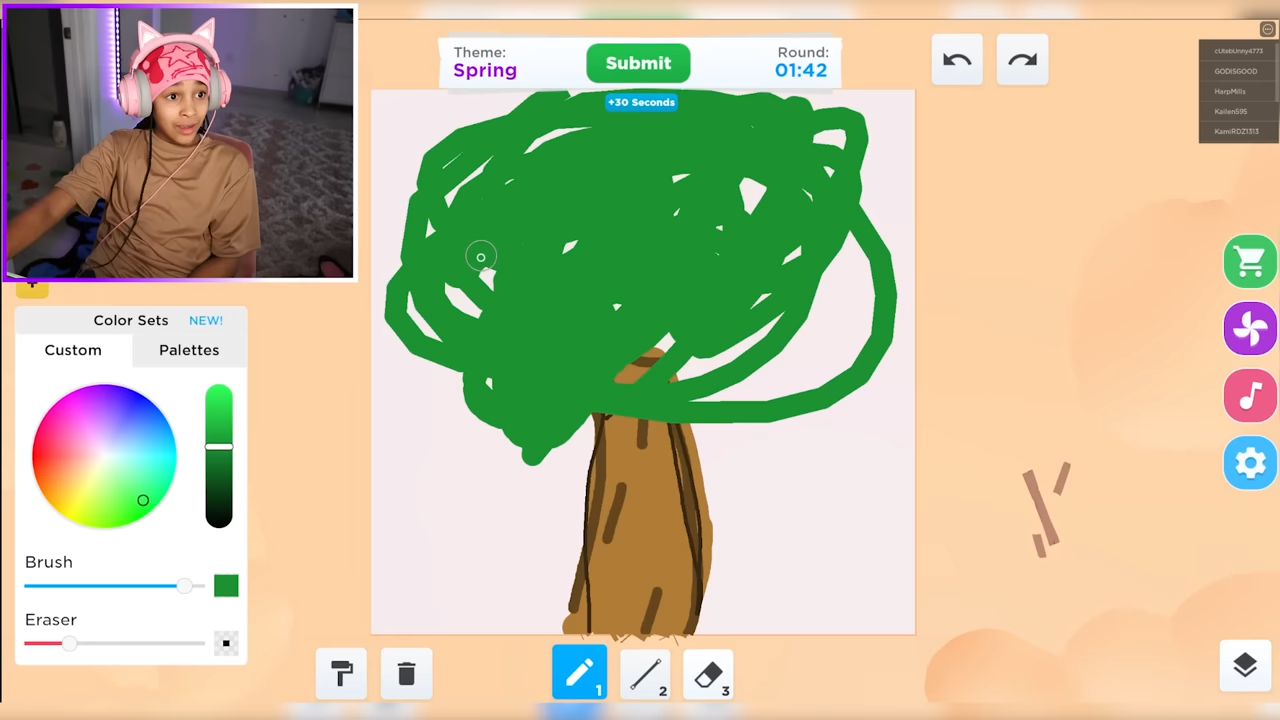 Theme:
Spring
Submit
Round:
01:42
+30 Seconds
cUtebUnny4773
GODISGOOD
HarpMills
Kailen595
KamiRDZ1313
Color Sets NEW!
Custom
Palettes
Brush
Eraser
1
2
3